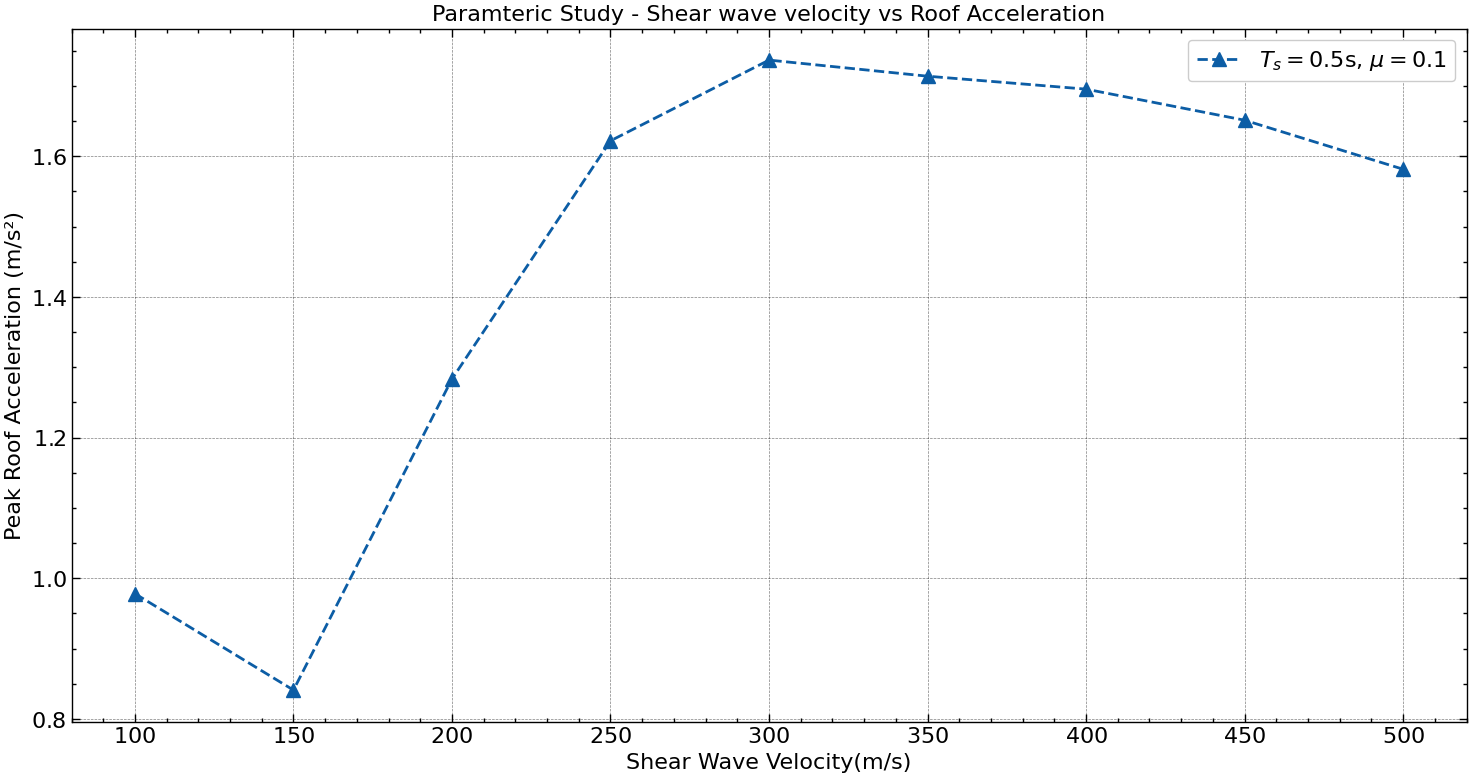 Paramteric Study - Shear wave velocity vs Roof Acceleration
T_s = 0.5s, μ = 0.1
Peak Roof Acceleration (m/s²)
1.6
1.4
1.2
1.0
0.8
100 150 200 250 300 350 400 450 500
Shear Wave Velocity(m/s)